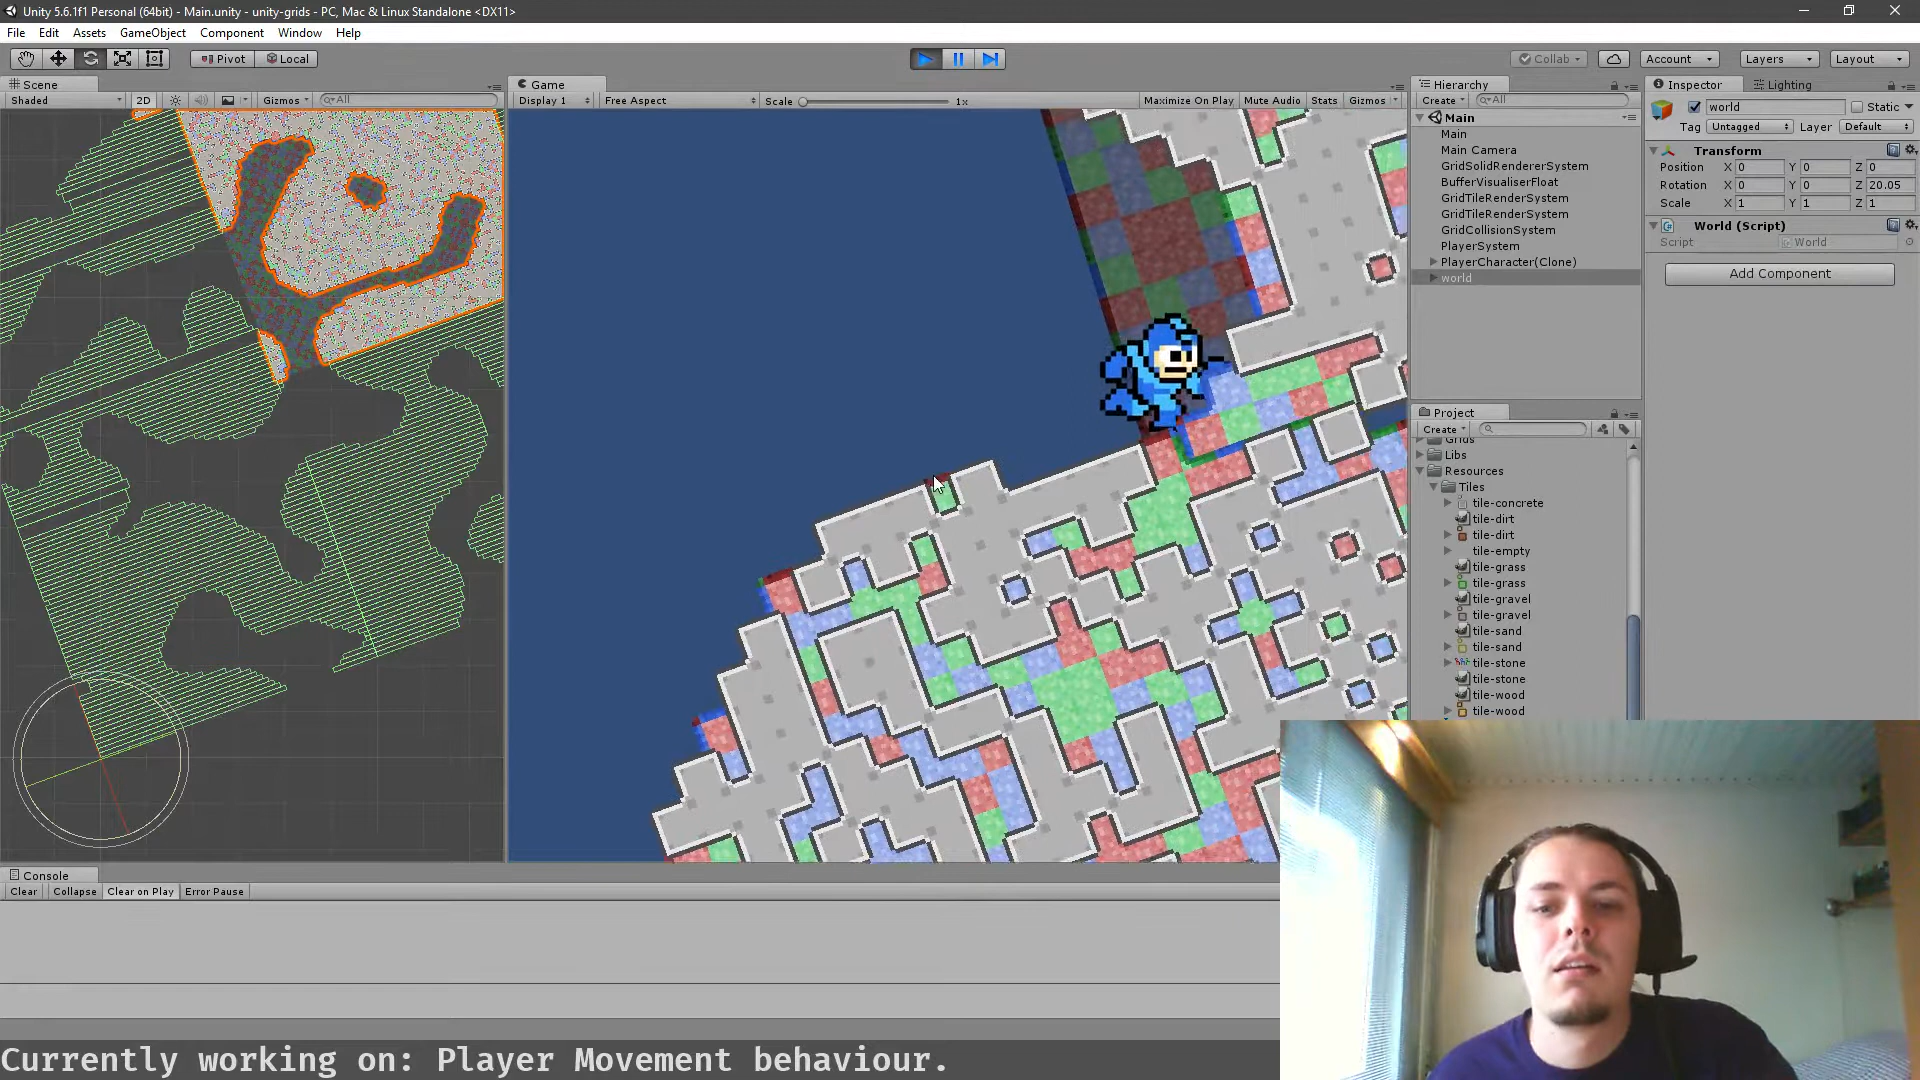 Unity 5.6.1f1 Personal (64bit) - Main.unity - unity-grids - PC, Mac & Linux Standalone <DX11>
File Edit Assets GameObject Component Window Help
Pivot Local Collab Account Layers Layout
Scene
Shaded 2D Gizmos All
Game
Display 1 Free Aspect Scale 1x Maximize On Play Mute Audio Stats Gizmos
Hierarchy
Create All
Main
Main
Main Camera
GridSolidRendererSystem
BufferVisualiserFloat
GridTileRenderSystem
GridTileRenderSystem
GridCollisionSystem
PlayerSystem
PlayerCharacter(Clone)
world
Project
Create
Grids
Libs
Resources
Tiles
tile-concrete
tile-dirt
tile-dirt
tile-empty
tile-grass
tile-grass
tile-gravel
tile-gravel
tile-sand
tile-sand
tile-stone
tile-stone
tile-wood
tile-wood
Inspector Lighting
world Static
Tag Untagged Layer Default
Transform
Position X 0 Y 0 Z 0
Rotation X 0 Y 0 Z 20.05
Scale X 1 Y 1 Z 1
World (Script)
Script World
Add Component
Console
Clear Collapse Clear on Play Error Pause
Currently working on: Player Movement behaviour.